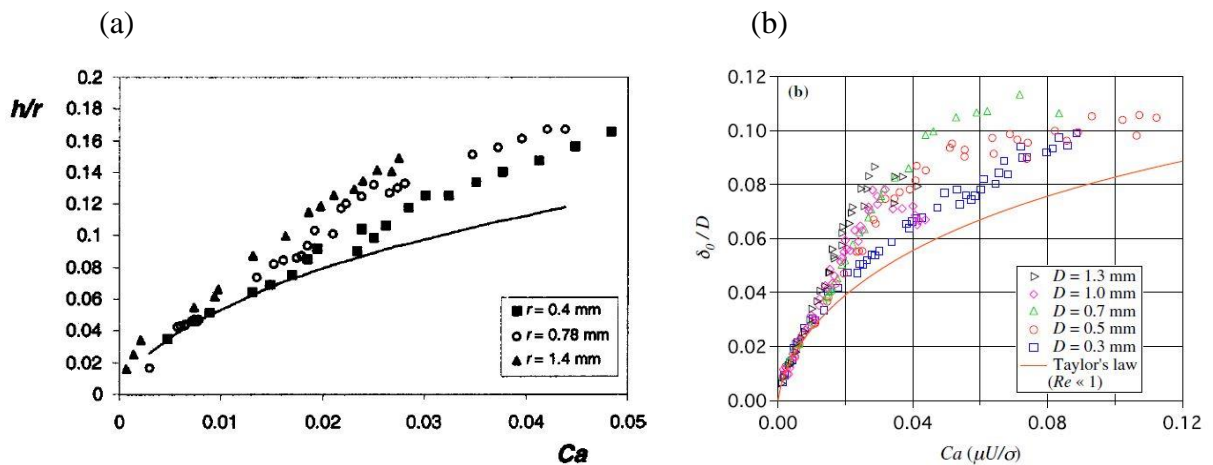 (a)
h/r
0.2
0.18
0.16
0.14
0.12
0.1
0.08
0.06
0.04
0.02
0
0 0.01 0.02 0.03 0.04 0.05
Ca
r = 0.4 mm
r = 0.78 mm
r = 1.4 mm
(b)
(b)
δ₀ / D
0.12
0.10
0.08
0.06
0.04
0.02
0.00
0.00 0.04 0.08 0.12
Ca (μU/σ)
D = 1.3 mm
D = 1.0 mm
D = 0.7 mm
D = 0.5 mm
D = 0.3 mm
Taylor's law
(Re « 1)